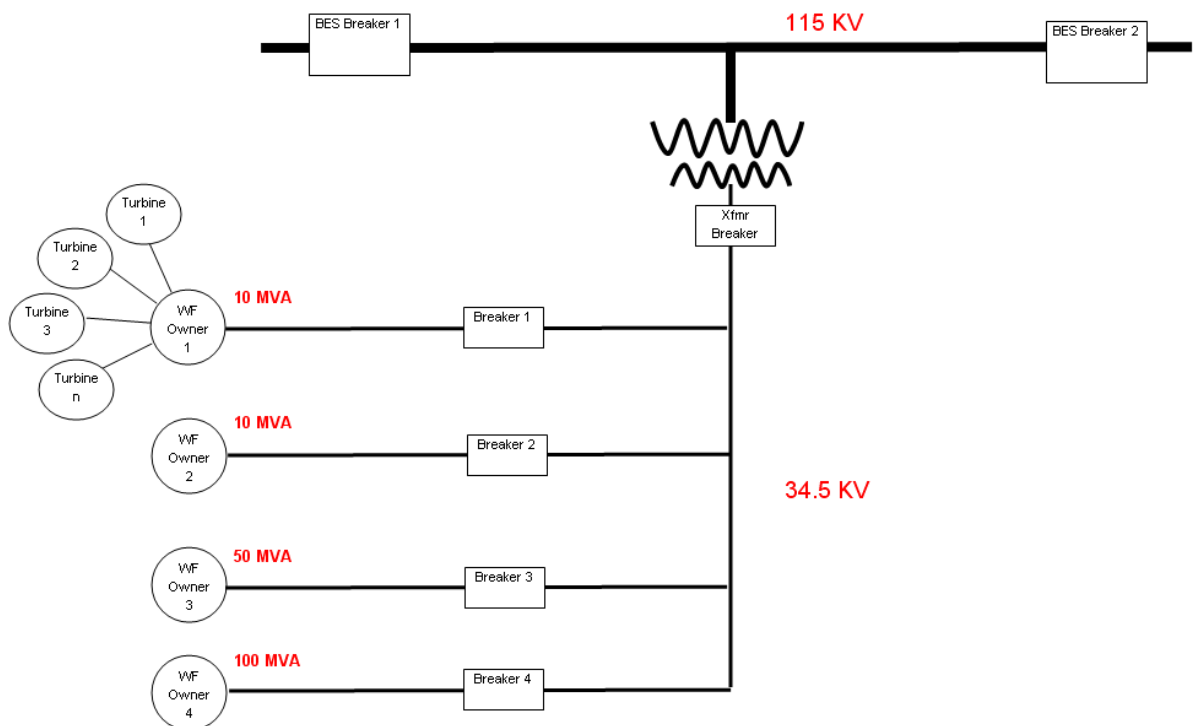 BES Breaker 1
115 KV
BES Breaker 2
Xfmr
Breaker
Turbine
1
Turbine
2
Turbine
3
Turbine
n
WF
Owner
1
10 MVA
Breaker 1
WF
Owner
2
10 MVA
Breaker 2
34.5 KV
WF
Owner
3
50 MVA
Breaker 3
WF
Owner
4
100 MVA
Breaker 4